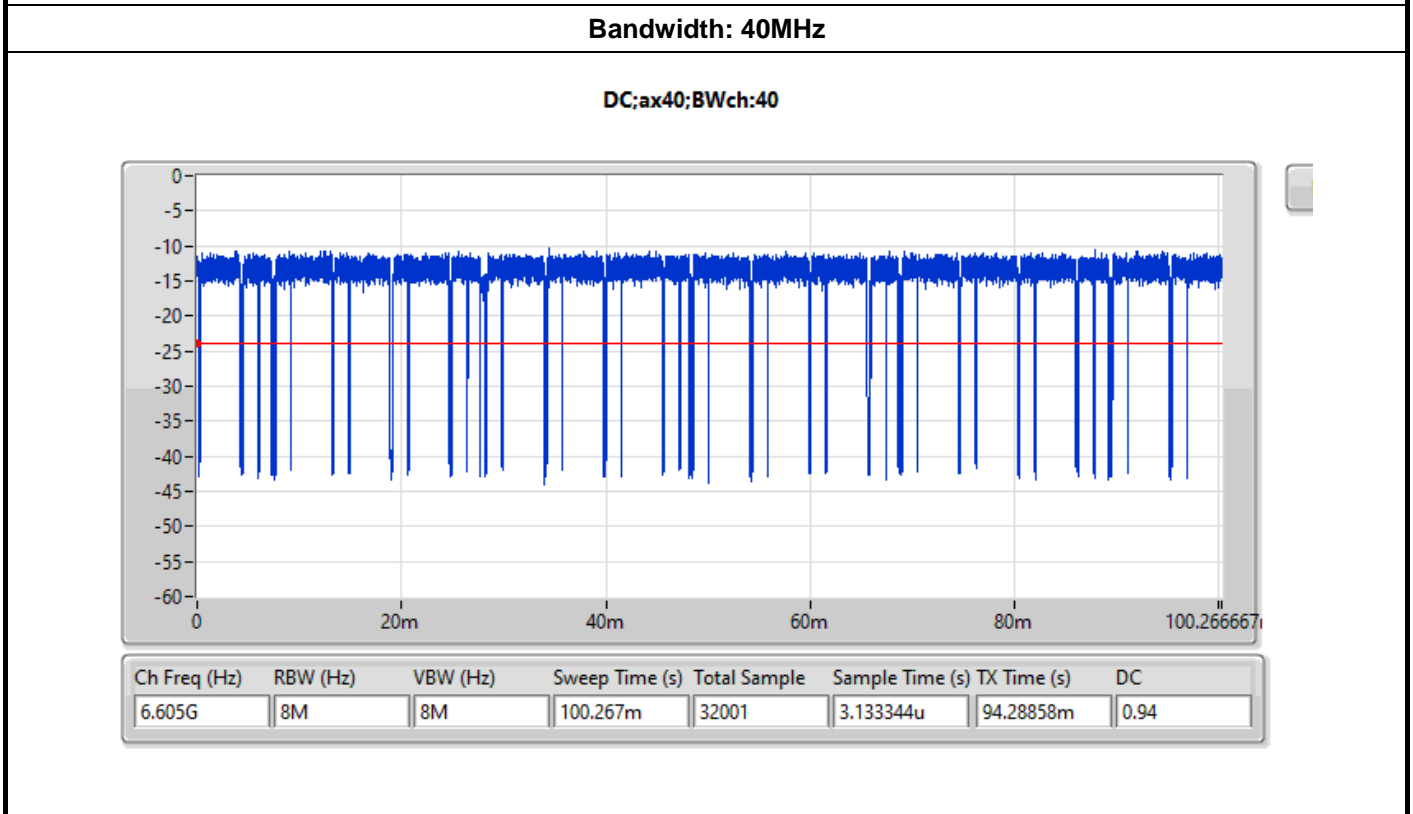 Bandwidth: 40MHz
DC;ax40;BWch:40
0
-5
-10
-15
-20
-25
-30
-35
-40
-45
-50
-55
-60
0 20m 40m 60m 80m 100.266667
Ch Freq (Hz) RBW (Hz) VBW (Hz) Sweep Time (s) Total Sample Sample Time (s) TX Time (s) DC
6.605G 8M 8M 100.267m 32001 3.133344u 94.28858m 0.94